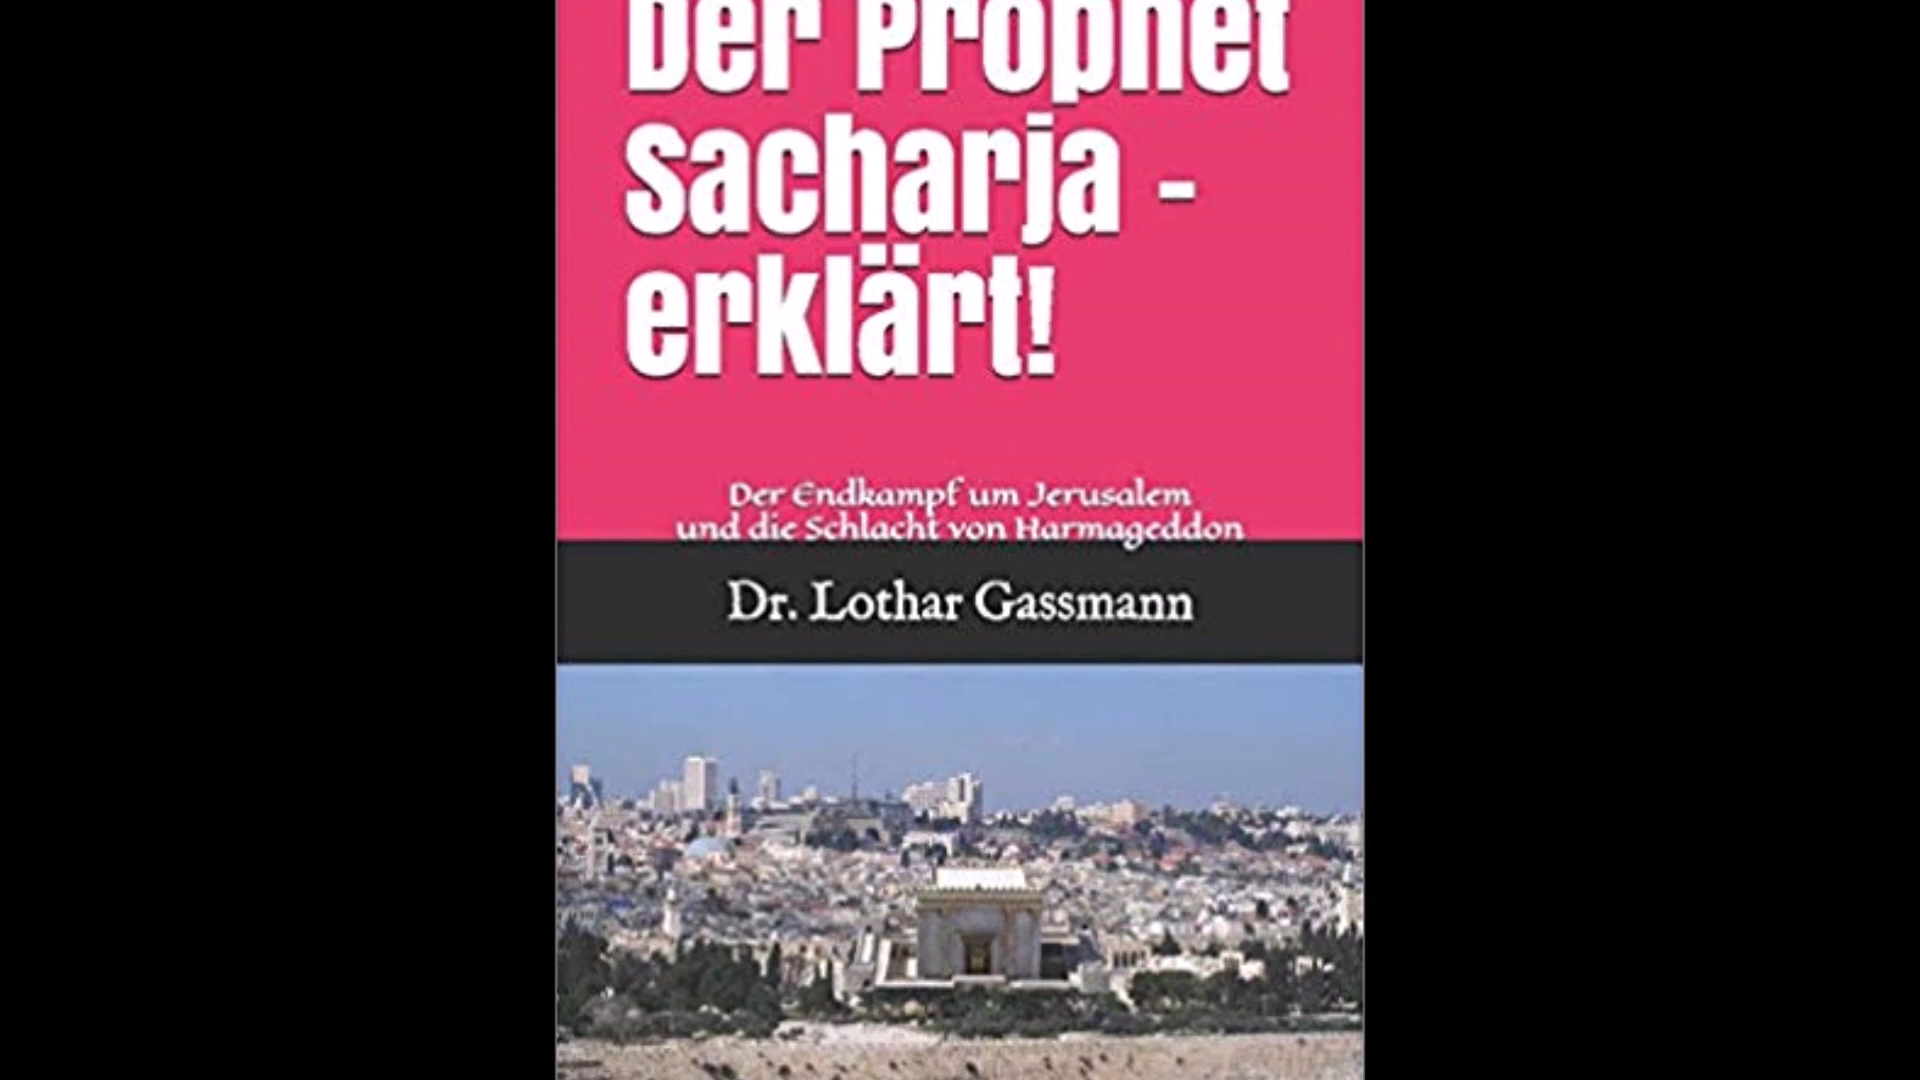 Der Prophet
Sacharja -
erklärt!
Der Endkampf um Jerusalem
und die Schlacht von Harmageddon
Dr. Lothar Gassmann